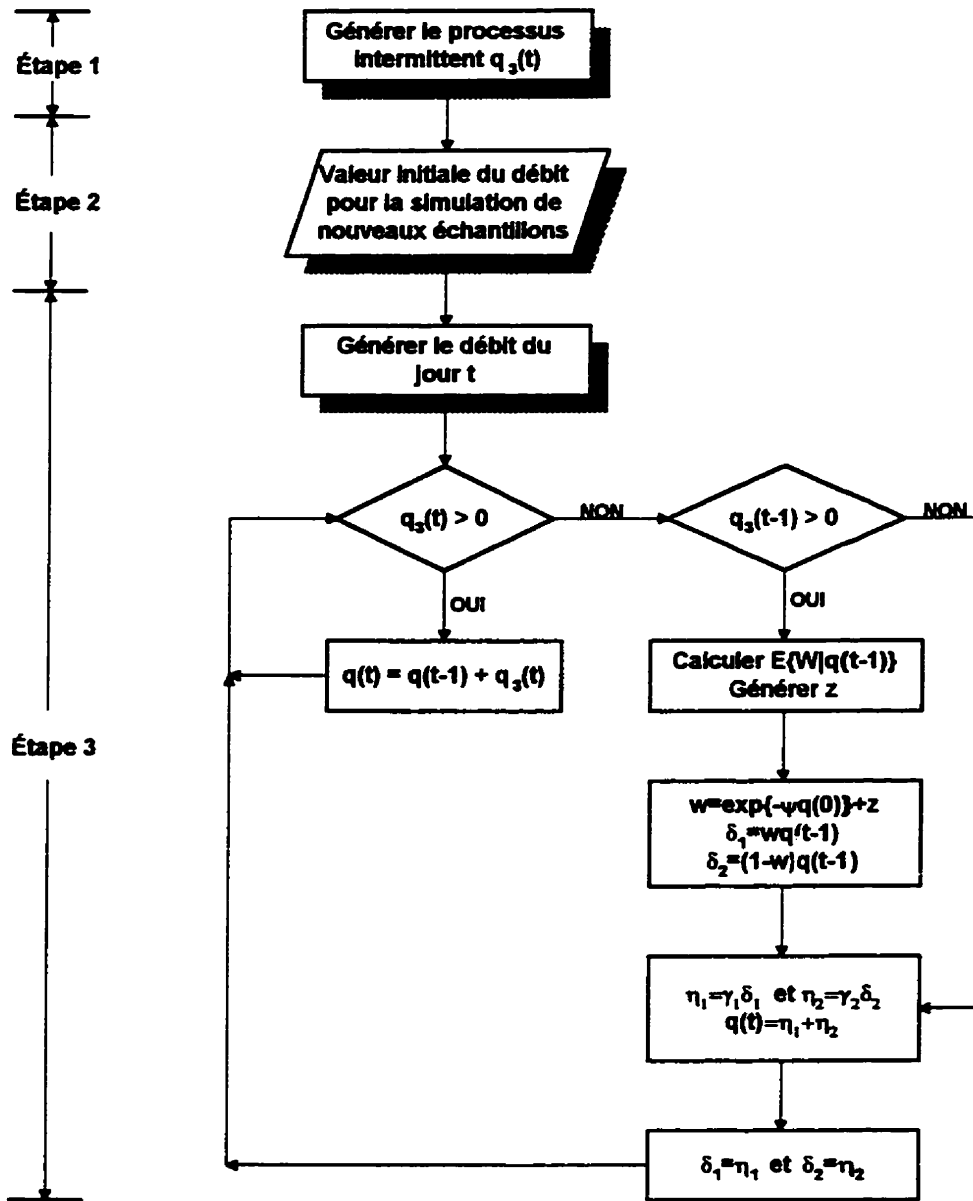 Étape 1
Générer le processus
intermittent q₃(t)
Étape 2
Valeur initiale du débit
pour la simulation de
nouveaux échantillons
Étape 3
Générer le débit du
jour t
q₃(t) > 0
NON
q₃(t-1) > 0
NON
OUI
OUI
q(t) = q(t-1) + q₃(t)
Calculer E{W|q(t-1)}
Générer z
w=exp{-ψq(0)}+z
δ₁=wq(t-1)
δ₂=(1-w)q(t-1)
η₁=γ₁δ₁ et η₂=γ₂δ₂
q(t)=η₁+η₂
δ₁=η₁ et δ₂=η₂